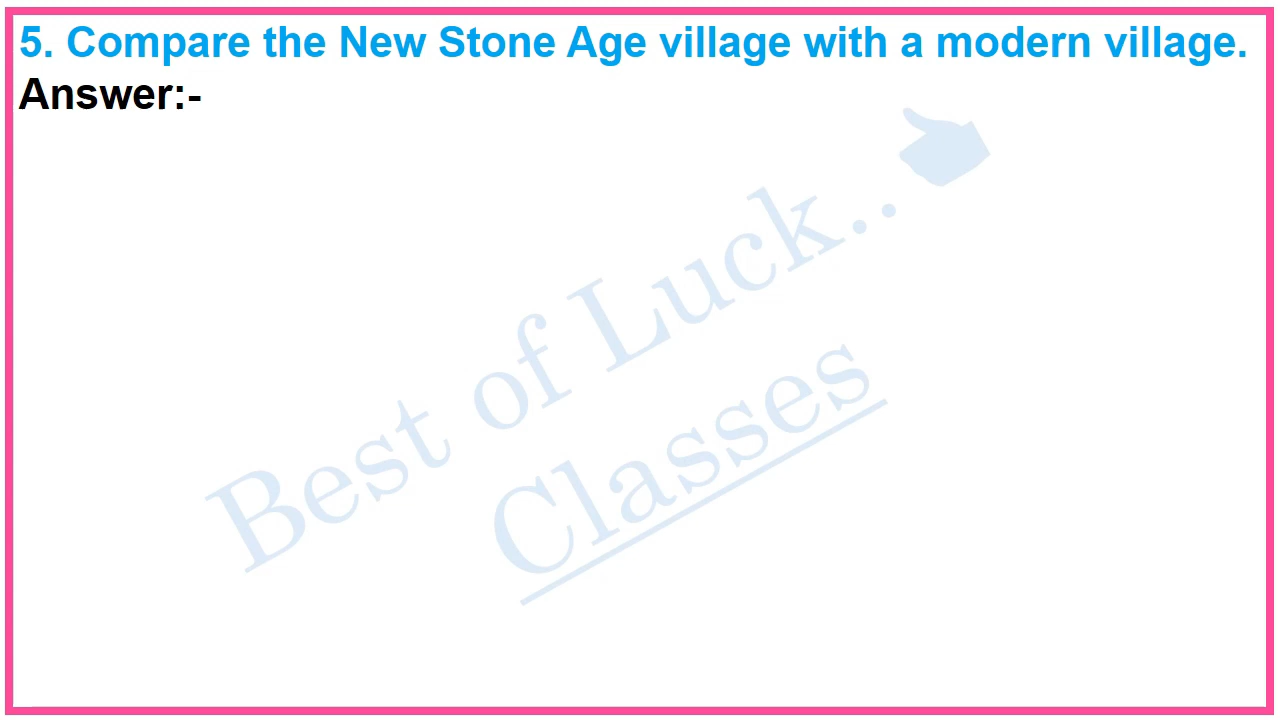 5. Compare the New Stone Age village with a modern village.
Answer:-
Best of Luck..
Classes